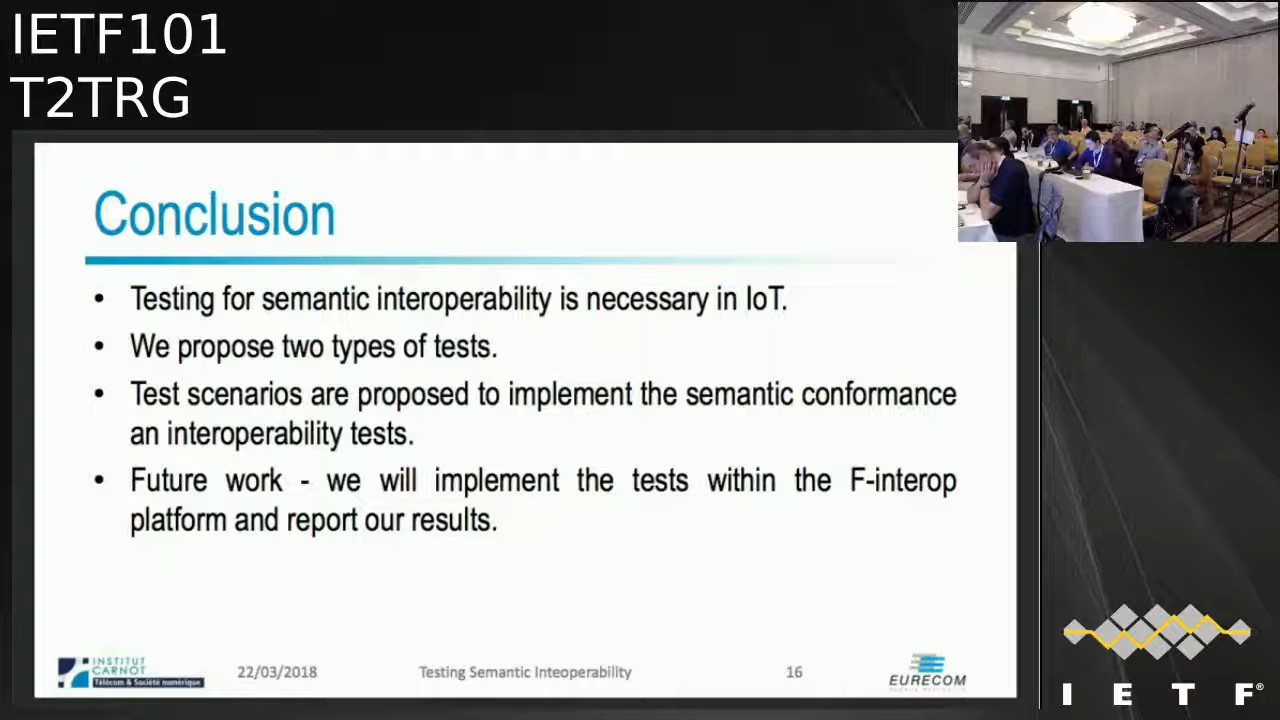 IETF101
T2TRG
Conclusion
• Testing for semantic interoperability is necessary in IoT.
• We propose two types of tests.
• Test scenarios are proposed to implement the semantic conformance
an interoperability tests.
• Future work - we will implement the tests within the F-interop
platform and report our results.
INSTITUT
CARNOT
Télécom & Société numérique
22/03/2018
Testing Semantic Inteoperability
16
EURECOM
I E T F®